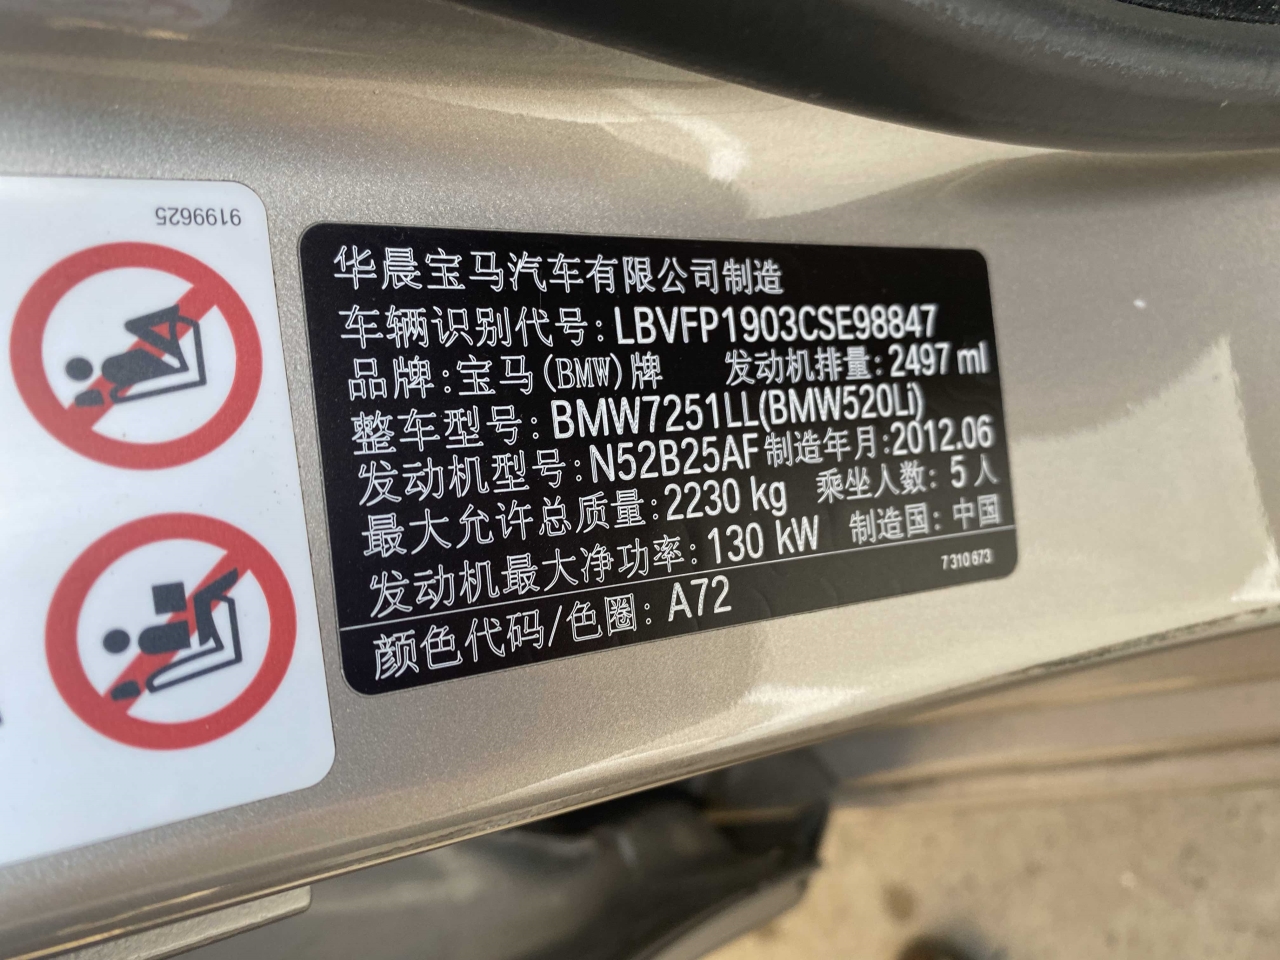 9199625
华晨宝马汽车有限公司制造
车辆识别代号: LBVFP1903CSE98847
品牌:宝马(BMW)牌 发动机排量: 2497 ml
整车型号: BMW7251LL(BMW520Li)
发动机型号: N52B25AF 制造年月:2012.06
最大允许总质量: 2230 kg 乘坐人数: 5 人
发动机最大净功率: 130 kW 制造国: 中国
颜色代码/色圈: A72 7 310 673